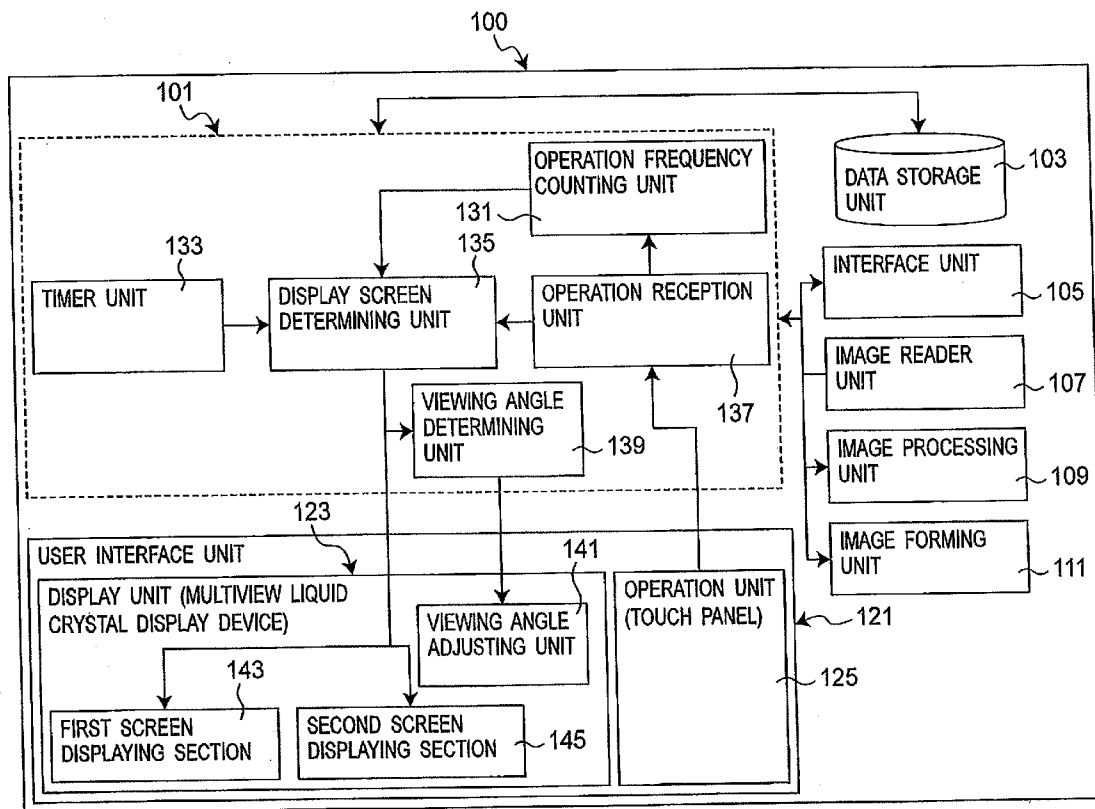 100
101
OPERATION FREQUENCY
COUNTING UNIT
131
DATA STORAGE
UNIT
103
133
TIMER UNIT
135
DISPLAY SCREEN
DETERMINING UNIT
OPERATION RECEPTION
UNIT
137
INTERFACE UNIT
105
IMAGE READER
UNIT
107
VIEWING ANGLE
DETERMINING
UNIT
139
IMAGE PROCESSING
UNIT
109
IMAGE FORMING
UNIT
111
USER INTERFACE UNIT
123
DISPLAY UNIT (MULTIVIEW LIQUID
CRYSTAL DISPLAY DEVICE)
141
VIEWING ANGLE
ADJUSTING UNIT
OPERATION UNIT
(TOUCH PANEL)
121
125
143
FIRST SCREEN
DISPLAYING SECTION
SECOND SCREEN
DISPLAYING SECTION
145